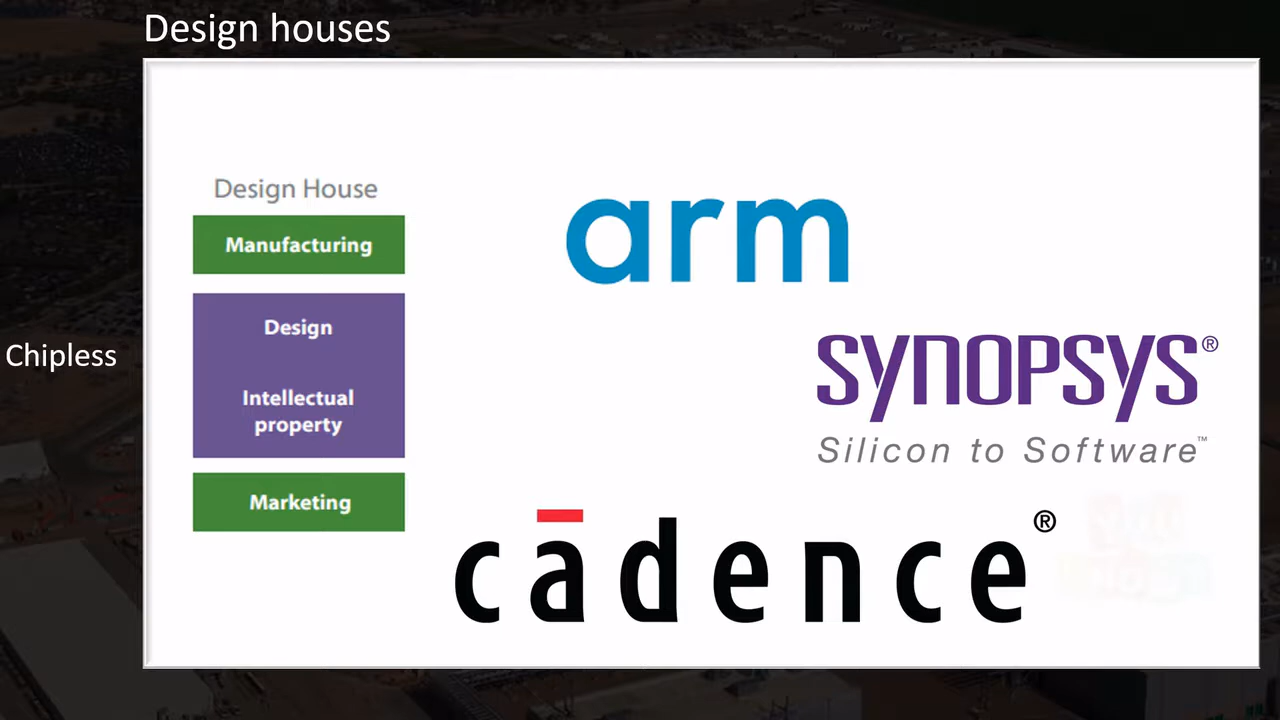 Design houses
Chipless
Design House
Manufacturing
Design
Intellectual
property
Marketing
arm
SYNOPSYS®
Silicon to Software™
cādence®